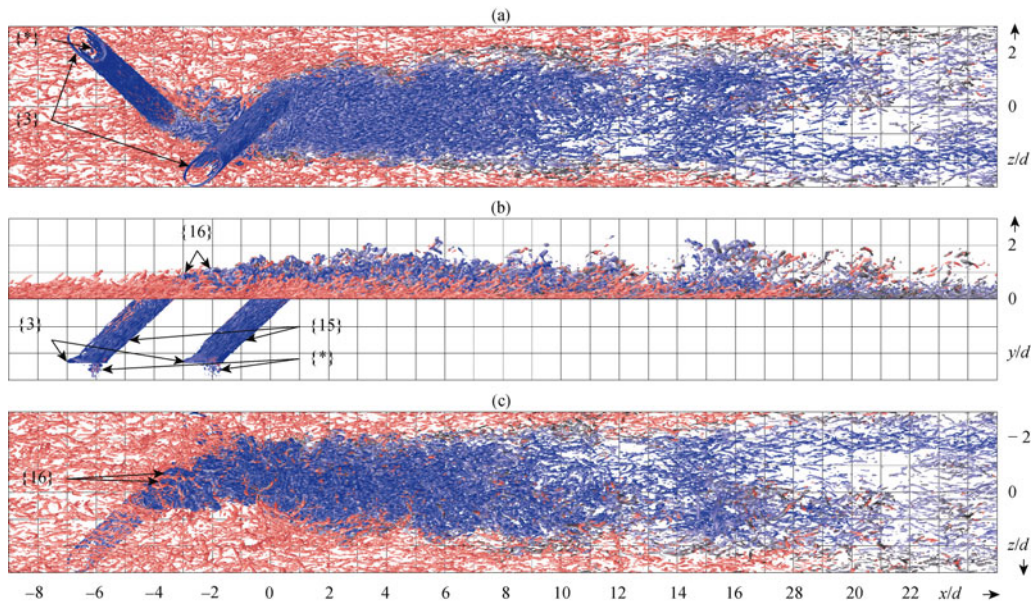 (a)
{*}
2
{3}
0
z/d
(b)
{16}
2
0
{3}
{15}
{*}
y/d
(c)
– 2
{16}
0
z/d
–8 –6 –4 –2 0 2 4 6 8 10 12 14 16 28 20 22 x/d